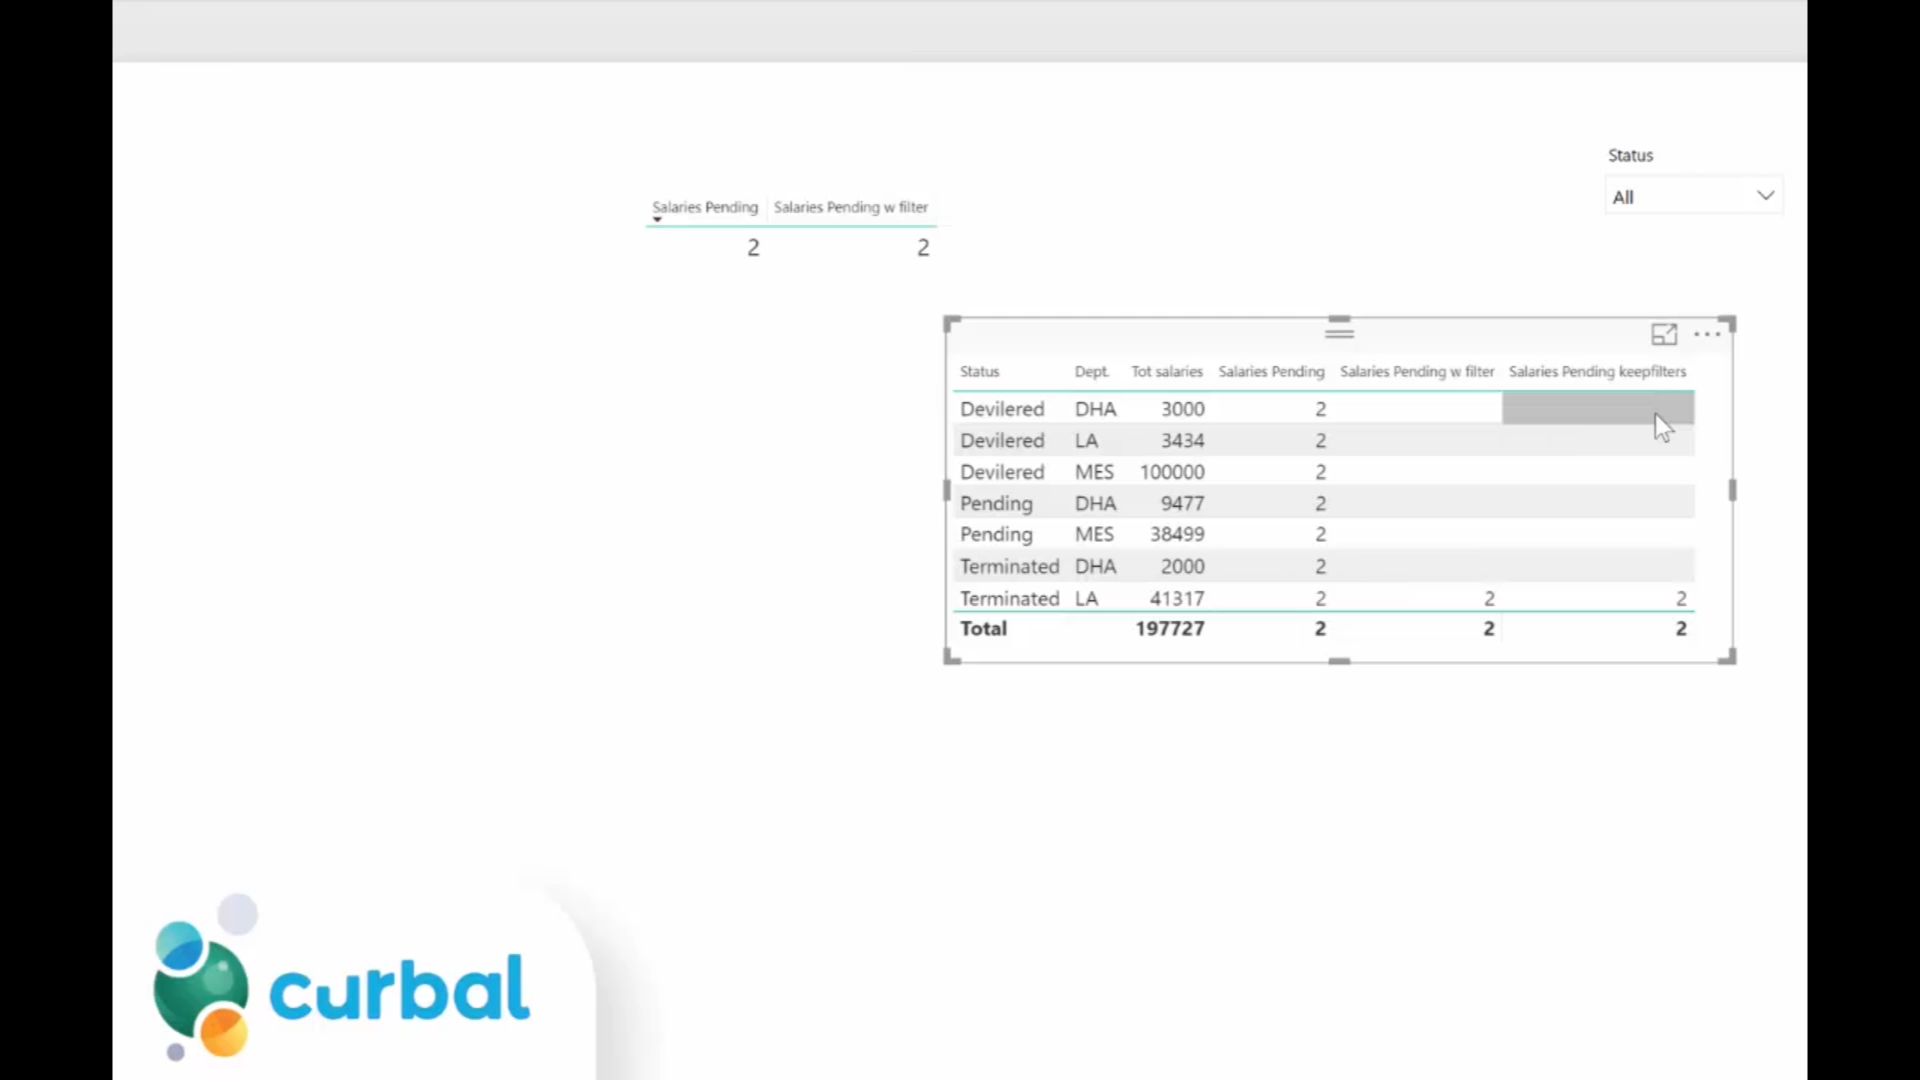 Status
All
Salaries Pending Salaries Pending w filter
2 2
Status Dept. Tot salaries Salaries Pending Salaries Pending w filter Salaries Pending keepfilters
Devilered DHA 3000 2
Devilered LA 3434 2
Devilered MES 100000 2
Pending DHA 9477 2
Pending MES 38499 2
Terminated DHA 2000 2
Terminated LA 41317 2 2 2
Total 197727 2 2 2
curbal